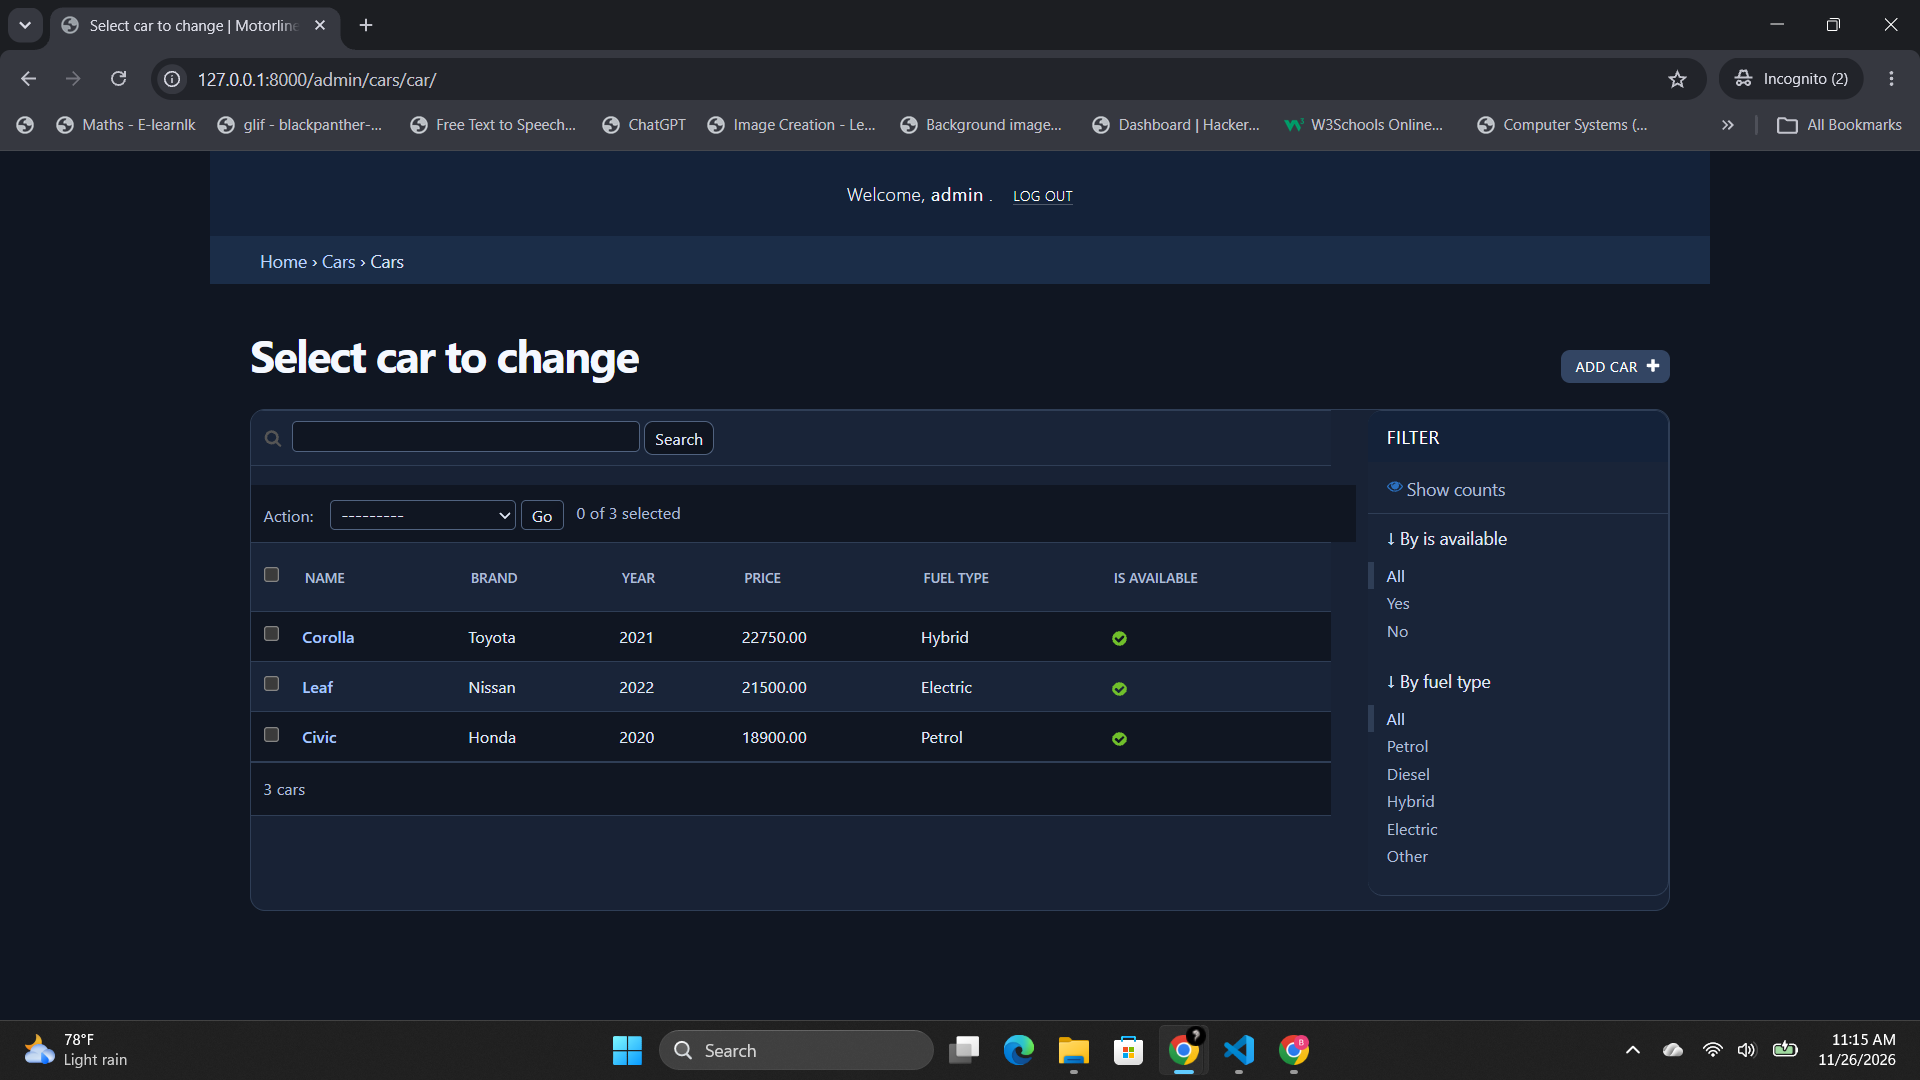 Select car to change | Motorline
127.0.0.1:8000/admin/cars/car/
Incognito (2)
Maths - E-learnlk
glif - blackpanther-...
Free Text to Speech...
ChatGPT
Image Creation - Le...
Background image...
Dashboard | Hacker...
W3Schools Online...
Computer Systems (...
All Bookmarks
Welcome, admin . LOG OUT
Home › Cars › Cars
Select car to change
ADD CAR
Search
Action: --------- Go 0 of 3 selected
NAME BRAND YEAR PRICE FUEL TYPE IS AVAILABLE
Corolla Toyota 2021 22750.00 Hybrid
Leaf Nissan 2022 21500.00 Electric
Civic Honda 2020 18900.00 Petrol
3 cars
FILTER
Show counts
↓ By is available
All
Yes
No
↓ By fuel type
All
Petrol
Diesel
Hybrid
Electric
Other
78°F
Light rain
Search
11:15 AM
11/26/2026